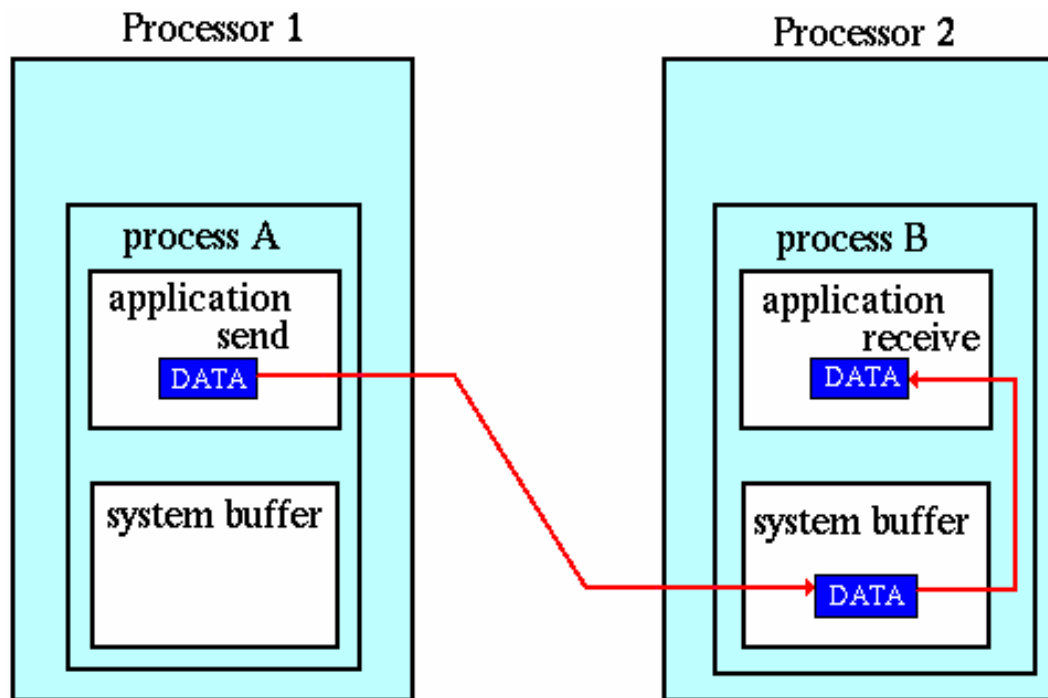 Processor 1
process A
application
send
DATA
system buffer
Processor 2
process B
application
receive
DATA
system buffer
DATA